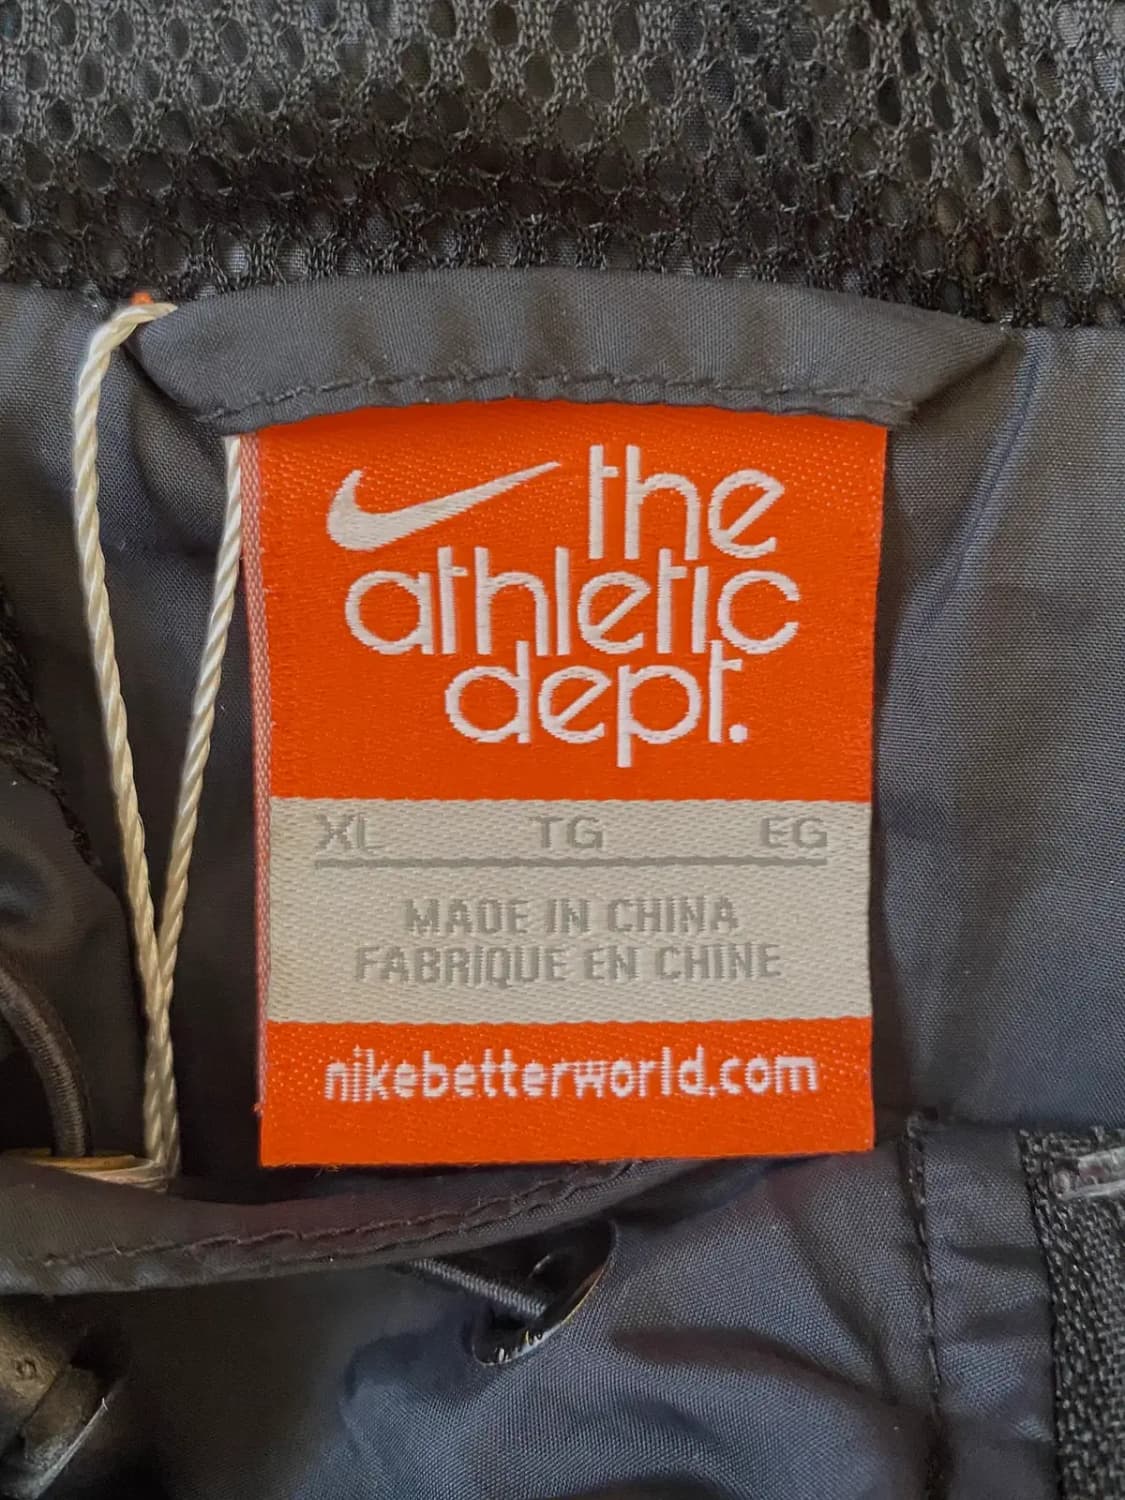 the
athletic
dept.
XL TG EG
MADE IN CHINA
FABRIQUE EN CHINE
nikebetterworld.com